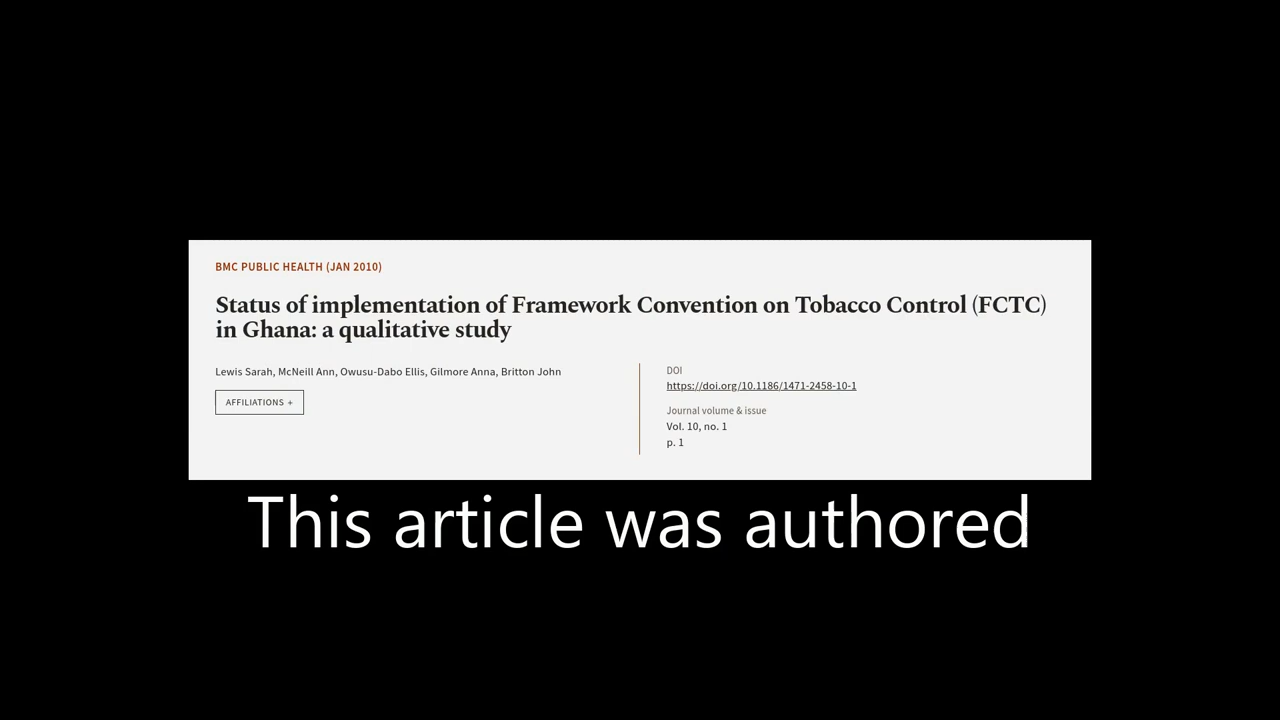 BMC PUBLIC HEALTH (JAN 2010)
Status of implementation of Framework Convention on Tobacco Control (FCTC)
in Ghana: a qualitative study
Lewis Sarah, McNeill Ann, Owusu-Dabo Ellis, Gilmore Anna, Britton John
AFFILIATIONS +
DOI
https://doi.org/10.1186/1471-2458-10-1
Journal volume & issue
Vol. 10, no. 1
p. 1
This article was authored